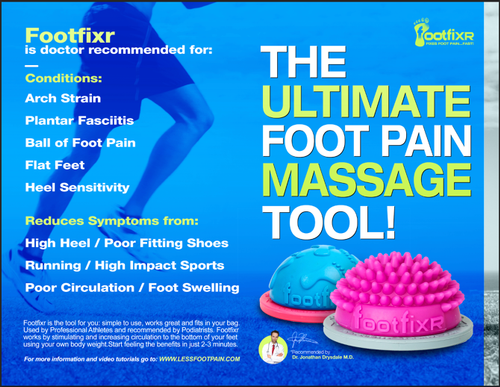 Footfixr
is doctor recommended for:
Conditions:
Arch Strain
Plantar Fasciitis
Ball of Foot Pain
Flat Feet
Heel Sensitivity
Reduces Symptoms from:
High Heel / Poor Fitting Shoes
Running / High Impact Sports
Poor Circulation / Foot Swelling
Footfixr is the tool for you: simple to use, works great and fits in your bag.
Used by Professional Athletes and recommended by Podiatrists. Footfixr
works by stimulating and increasing circulation to the bottom of your feet
using your own body weight.Start feeling the benefits in just 2-3 minutes.
For more information and video tutorials go to: WWW.LESSFOOTPAIN.COM
footfixR
FIXES FOOT PAIN...FAST!
THE
ULTIMATE
FOOT PAIN
MASSAGE
TOOL!
footfixR
footfixR
*Recommended by
Dr. Jonathan Drysdale M.D.